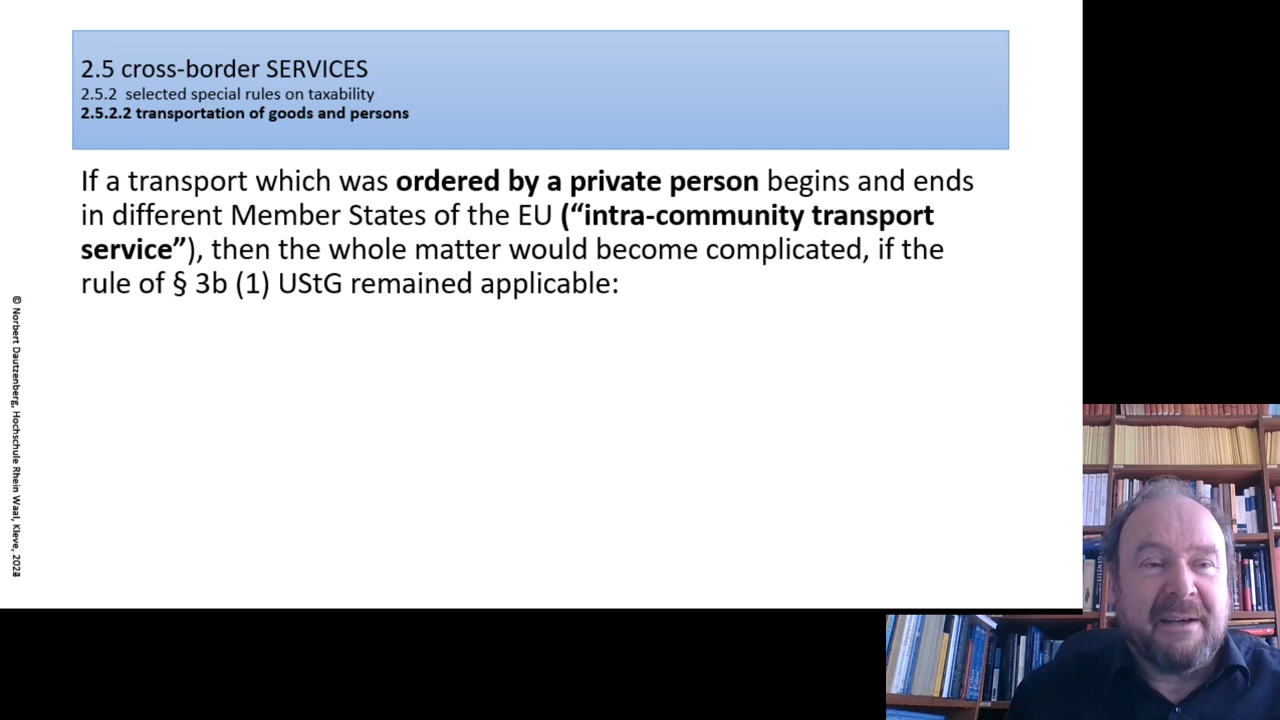 2.5 cross-border SERVICES
2.5.2 selected special rules on taxability
2.5.2.2 transportation of goods and persons
If a transport which was ordered by a private person begins and ends
in different Member States of the EU (“intra-community transport
service”), then the whole matter would become complicated, if the
rule of § 3b (1) UStG remained applicable:
© Norbert Dautzenberg, Hochschule Rhein Waal, Kleve,